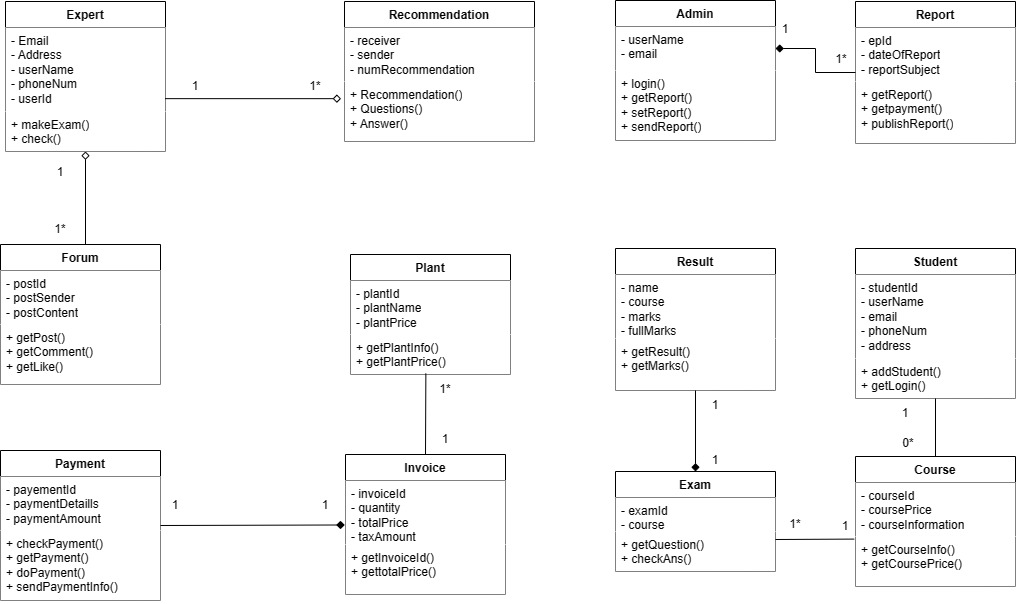 Expert
- Email
- Address
- userName
- phoneNum
- userId
+ makeExam()
+ check()
1
1*
Recommendation
- receiver
- sender
- numRecommendation
+ Recommendation()
+ Questions()
+ Answer()
Admin
- userName
- email
+ login()
+ getReport()
+ setReport()
+ sendReport()
1
1*
Report
- epId
- dateOfReport
- reportSubject
+ getReport()
+ getpayment()
+ publishReport()
1
1*
Forum
- postId
- postSender
- postContent
+ getPost()
+ getComment()
+ getLike()
Plant
- plantId
- plantName
- plantPrice
+ getPlantInfo()
+ getPlantPrice()
1*
1
Result
- name
- course
- marks
- fullMarks
+ getResult()
+ getMarks()
1
1
Student
- studentId
- userName
- email
- phoneNum
- address
+ addStudent()
+ getLogin()
1
0*
Payment
- payementId
- paymentDetaills
- paymentAmount
+ checkPayment()
+ getPayment()
+ doPayment()
+ sendPaymentInfo()
1
1
Invoice
- invoiceId
- quantity
- totalPrice
- taxAmount
+ getInvoiceId()
+ gettotalPrice()
Exam
- examId
- course
+ getQuestion()
+ checkAns()
1*
1
Course
- courseId
- coursePrice
- courseInformation
+ getCourseInfo()
+ getCoursePrice()